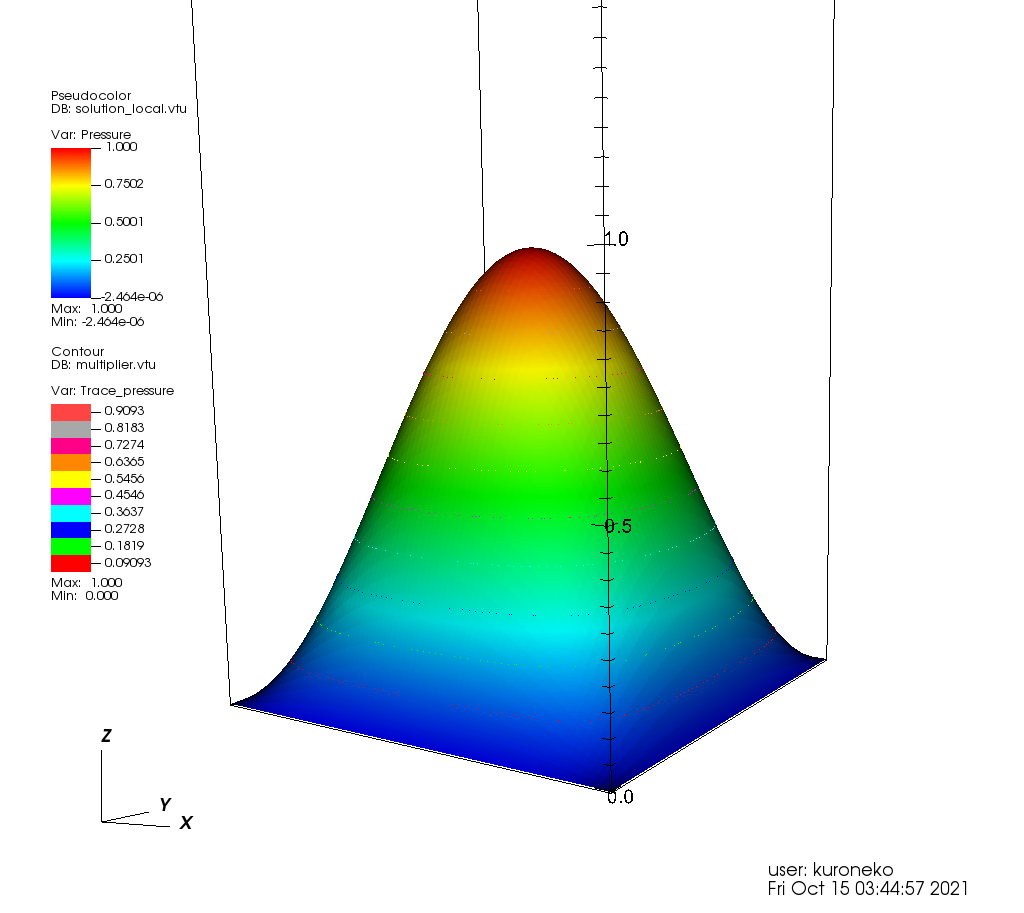 Pseudocolor
DB: solution_local.vtu
Var: Pressure
1.000
0.7502
0.5001
0.2501
-2.464e-06
Max: 1.000
Min: -2.464e-06
Contour
DB: multiplier.vtu
Var: Trace_pressure
0.9093
0.8183
0.7274
0.6365
0.5456
0.4546
0.3637
0.2728
0.1819
0.09093
Max: 1.000
Min: 0.000
1.0
0.5
0.0
Z
Y
X
user: kuroneko
Fri Oct 15 03:44:57 2021